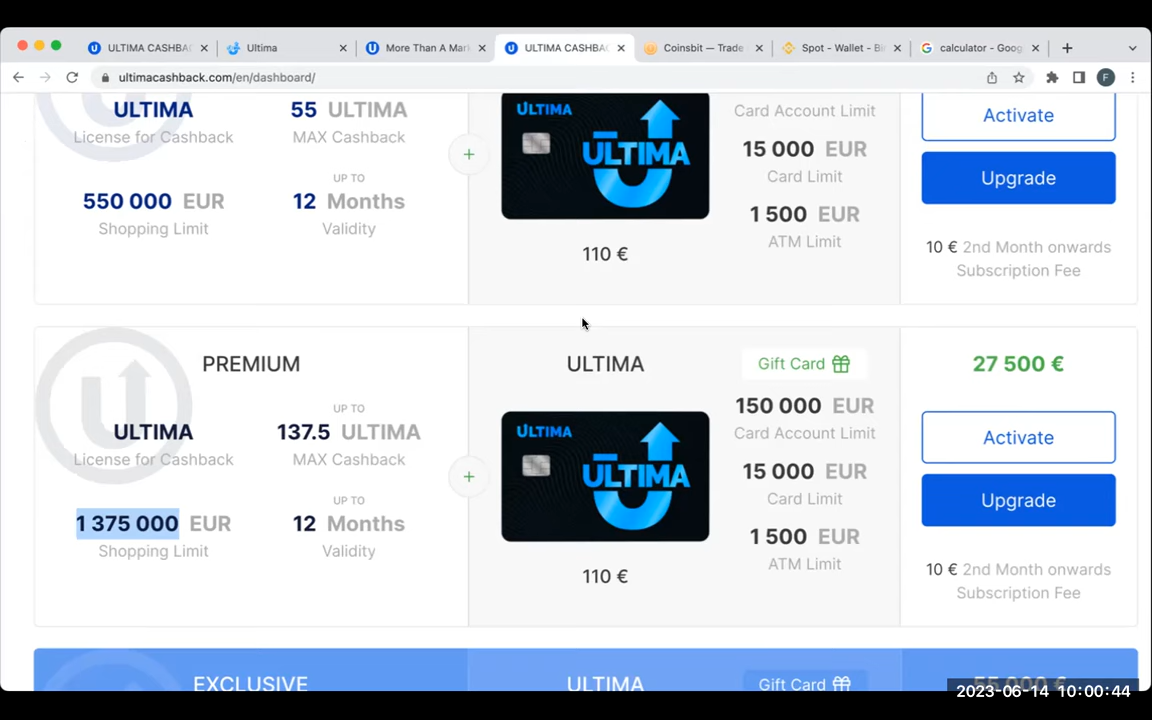 ULTIMA CASHBA
Ultima
More Than A Mar
ULTIMA CASHBA
Coinsbit — Trade
Spot - Wallet - Bi
calculator - Goog
ultimacashback.com/en/dashboard/
F
ULTIMA
License for Cashback
55 ULTIMA
MAX Cashback
550 000 EUR
Shopping Limit
UP TO
12 Months
Validity
+
ULTIMA
ULTIMA
110 €
Card Account Limit
15 000 EUR
Card Limit
1 500 EUR
ATM Limit
Activate
Upgrade
10 € 2nd Month onwards
Subscription Fee
PREMIUM
ULTIMA
License for Cashback
UP TO
137.5 ULTIMA
MAX Cashback
1 375 000 EUR
Shopping Limit
UP TO
12 Months
Validity
+
ULTIMA
ULTIMA
ULTIMA
110 €
Gift Card
150 000 EUR
Card Account Limit
15 000 EUR
Card Limit
1 500 EUR
ATM Limit
27 500 €
Activate
Upgrade
10 € 2nd Month onwards
Subscription Fee
EXCLUSIVE
ULTIMA
Gift Card
55 000 €
2023-06-14 10:00:44